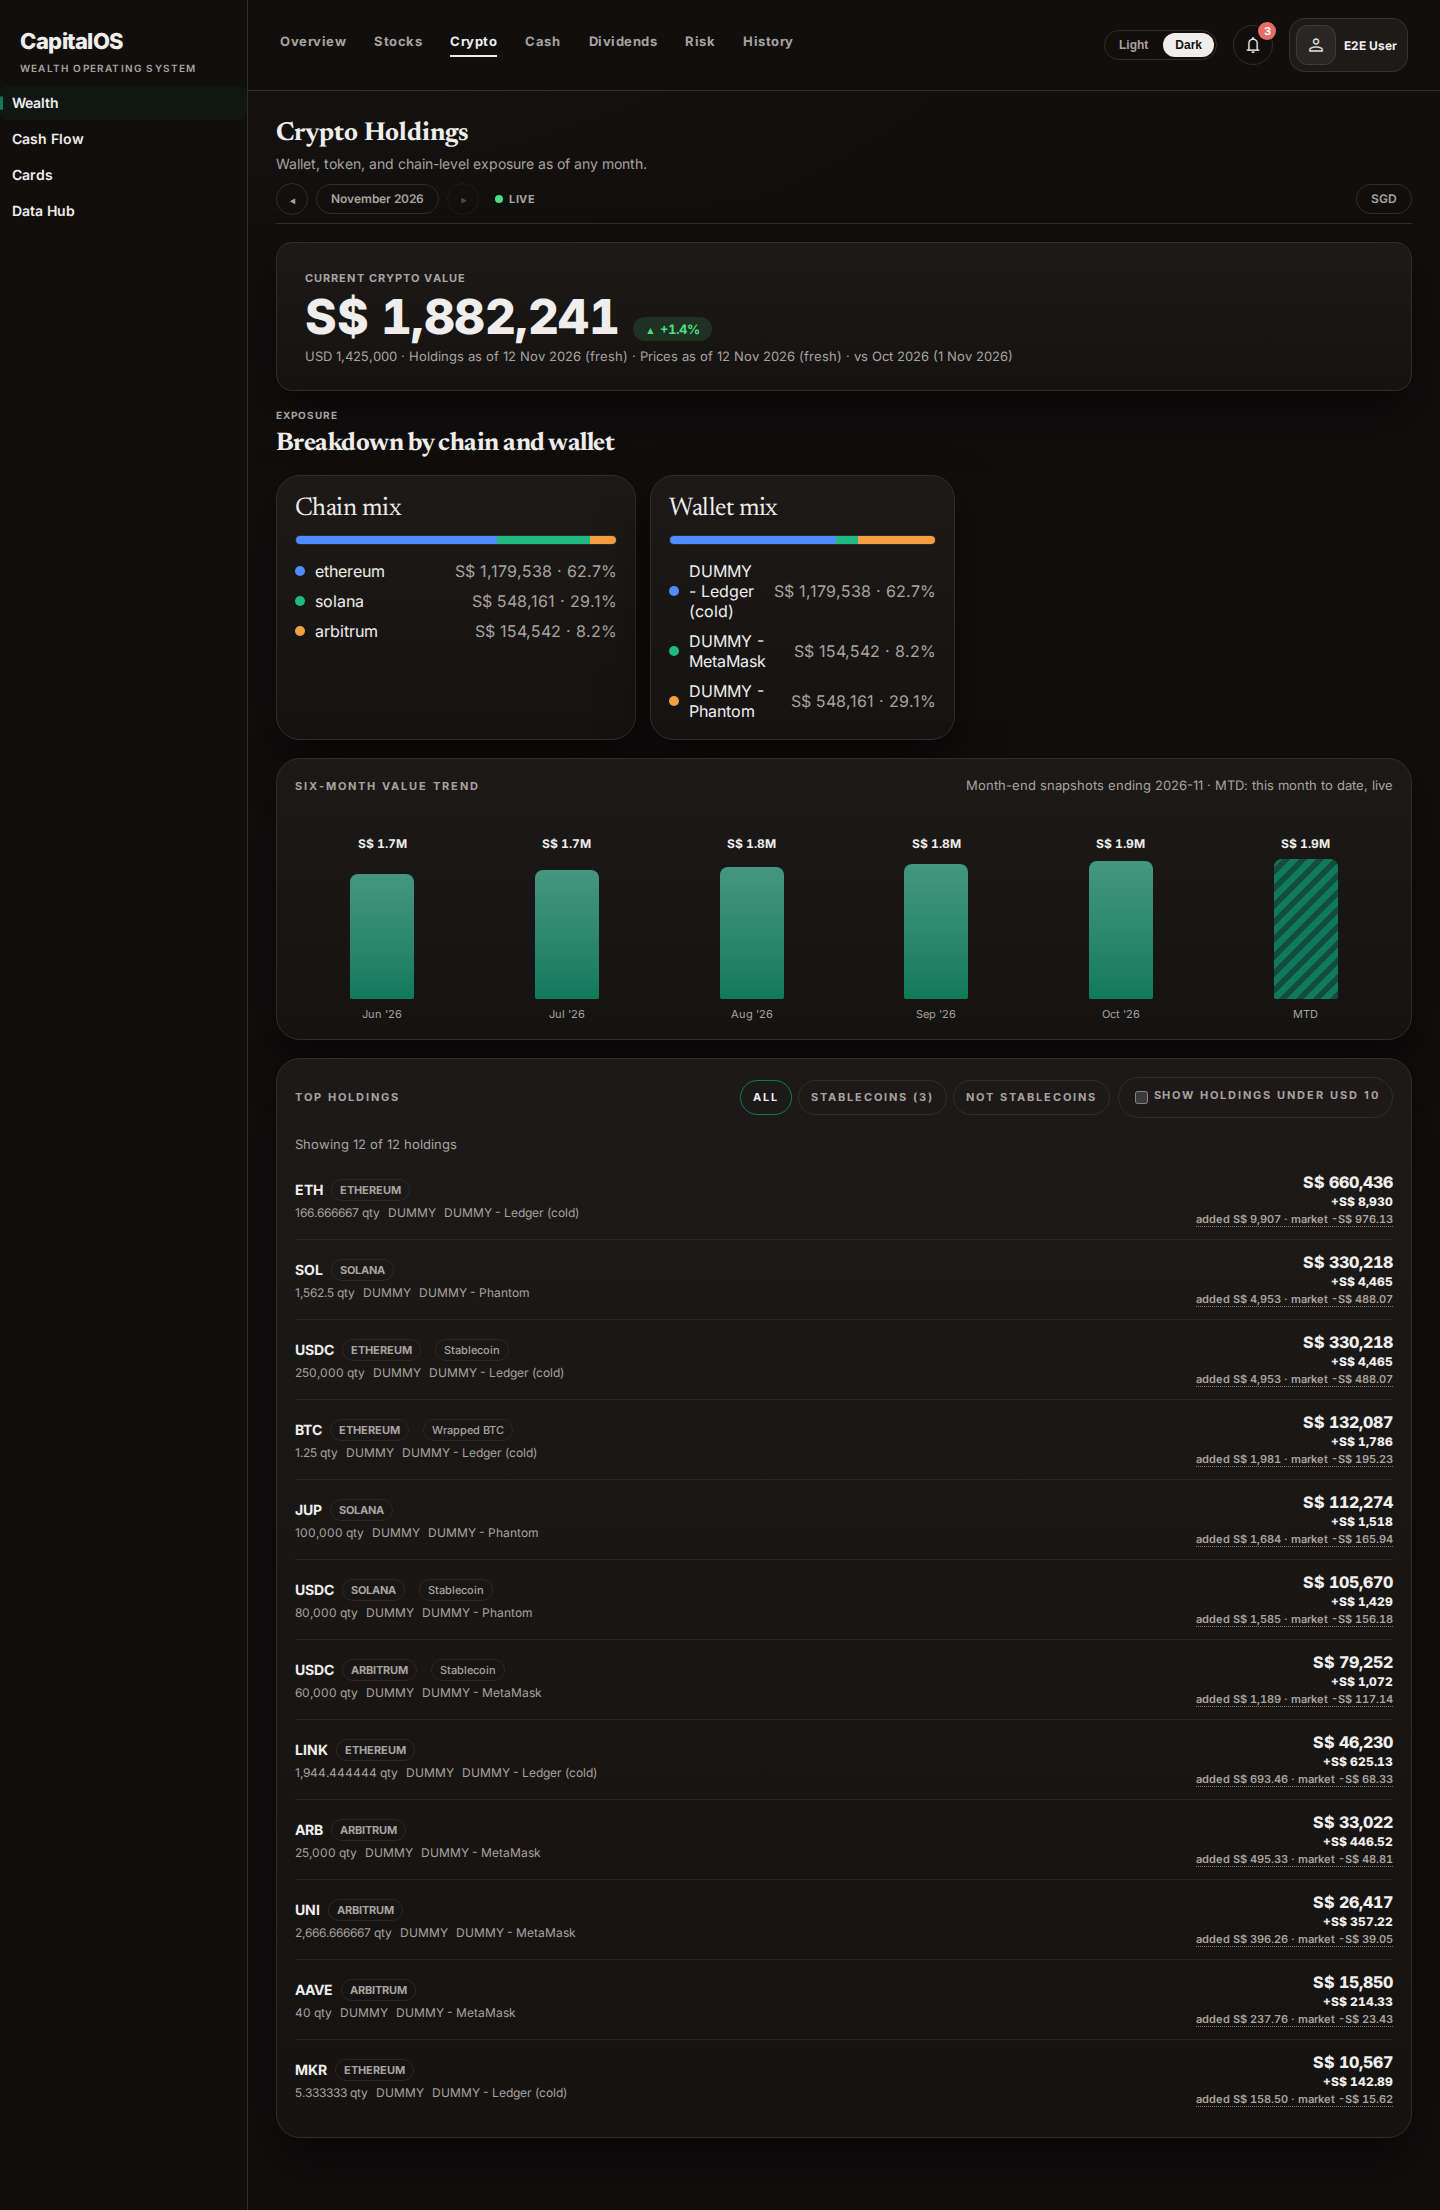 CapitalOS
WEALTH OPERATING SYSTEM
Wealth
Cash Flow
Cards
Data Hub
Overview Stocks Crypto Cash Dividends Risk History
Light Dark
3
E2E User
Crypto Holdings
Wallet, token, and chain-level exposure as of any month.
November 2026
LIVE
SGD
CURRENT CRYPTO VALUE
S$ 1,882,241 ▲ +1.4%
USD 1,425,000 · Holdings as of 12 Nov 2026 (fresh) · Prices as of 12 Nov 2026 (fresh) · vs Oct 2026 (1 Nov 2026)
EXPOSURE
Breakdown by chain and wallet
Chain mix
ethereum S$ 1,179,538 · 62.7%
solana S$ 548,161 · 29.1%
arbitrum S$ 154,542 · 8.2%
Wallet mix
DUMMY
- Ledger
(cold)
S$ 1,179,538 · 62.7%
DUMMY -
MetaMask
S$ 154,542 · 8.2%
DUMMY -
Phantom
S$ 548,161 · 29.1%
SIX-MONTH VALUE TREND
Month-end snapshots ending 2026-11 · MTD: this month to date, live
S$ 1.7M S$ 1.7M S$ 1.8M S$ 1.8M S$ 1.9M S$ 1.9M
Jun '26 Jul '26 Aug '26 Sep '26 Oct '26 MTD
TOP HOLDINGS
ALL STABLECOINS (3) NOT STABLECOINS SHOW HOLDINGS UNDER USD 10
Showing 12 of 12 holdings
ETH ETHEREUM
166.666667 qty DUMMY DUMMY - Ledger (cold)
S$ 660,436
+S$ 8,930
added S$ 9,907 · market -S$ 976.13
SOL SOLANA
1,562.5 qty DUMMY DUMMY - Phantom
S$ 330,218
+S$ 4,465
added S$ 4,953 · market -S$ 488.07
USDC ETHEREUM Stablecoin
250,000 qty DUMMY DUMMY - Ledger (cold)
S$ 330,218
+S$ 4,465
added S$ 4,953 · market -S$ 488.07
BTC ETHEREUM Wrapped BTC
1.25 qty DUMMY DUMMY - Ledger (cold)
S$ 132,087
+S$ 1,786
added S$ 1,981 · market -S$ 195.23
JUP SOLANA
100,000 qty DUMMY DUMMY - Phantom
S$ 112,274
+S$ 1,518
added S$ 1,684 · market -S$ 165.94
USDC SOLANA Stablecoin
80,000 qty DUMMY DUMMY - Phantom
S$ 105,670
+S$ 1,429
added S$ 1,585 · market -S$ 156.18
USDC ARBITRUM Stablecoin
60,000 qty DUMMY DUMMY - MetaMask
S$ 79,252
+S$ 1,072
added S$ 1,189 · market -S$ 117.14
LINK ETHEREUM
1,944.444444 qty DUMMY DUMMY - Ledger (cold)
S$ 46,230
+S$ 625.13
added S$ 693.46 · market -S$ 68.33
ARB ARBITRUM
25,000 qty DUMMY DUMMY - MetaMask
S$ 33,022
+S$ 446.52
added S$ 495.33 · market -S$ 48.81
UNI ARBITRUM
2,666.666667 qty DUMMY DUMMY - MetaMask
S$ 26,417
+S$ 357.22
added S$ 396.26 · market -S$ 39.05
AAVE ARBITRUM
40 qty DUMMY DUMMY - MetaMask
S$ 15,850
+S$ 214.33
added S$ 237.76 · market -S$ 23.43
MKR ETHEREUM
5.333333 qty DUMMY DUMMY - Ledger (cold)
S$ 10,567
+S$ 142.89
added S$ 158.50 · market -S$ 15.62